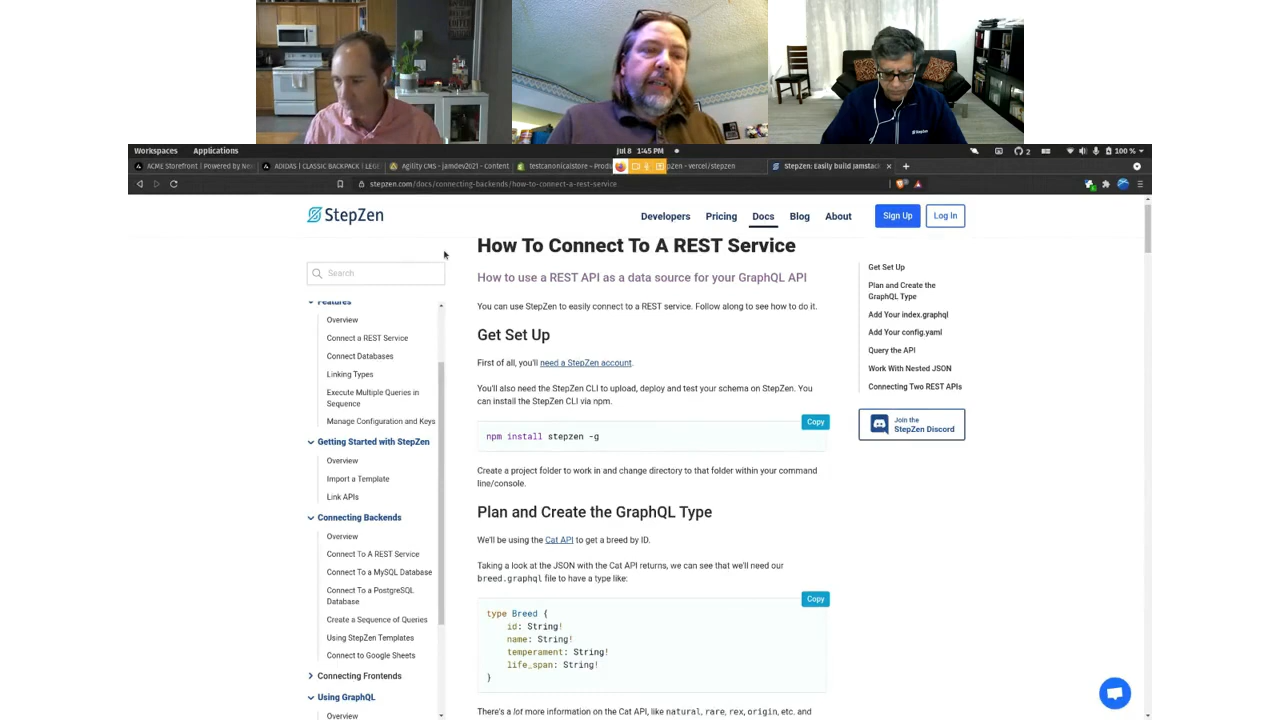 StepZen
Workspaces Applications Jul 8 1:45 PM 2 100 %
ACME Storefront | Powered by Ne
ADIDAS | CLASSIC BACKPACK | LEGE
Agility CMS - jamdev2021 - Content
testcanonicalstore - Produ
zen - vercel/stepzen
StepZen: Easily build Jamstack
stepzen.com/docs/connecting-backends/how-to-connect-a-rest-service
StepZen
Developers Pricing Docs Blog About Sign Up Log In
Search
Features
Overview
Connect a REST Service
Connect Databases
Linking Types
Execute Multiple Queries in
Sequence
Manage Configuration and Keys
Getting Started with StepZen
Overview
Import a Template
Link APIs
Connecting Backends
Overview
Connect To A REST Service
Connect To a MySQL Database
Connect To a PostgreSQL
Database
Create a Sequence of Queries
Using StepZen Templates
Connect to Google Sheets
Connecting Frontends
Using GraphQL
Overview
How To Connect To A REST Service
How to use a REST API as a data source for your GraphQL API
You can use StepZen to easily connect to a REST service. Follow along to see how to do it.
Get Set Up
First of all, you'll need a StepZen account.
You'll also need the StepZen CLI to upload, deploy and test your schema on StepZen. You
can install the StepZen CLI via npm.
Copy
npm install stepzen -g
Create a project folder to work in and change directory to that folder within your command
line/console.
Plan and Create the GraphQL Type
We'll be using the Cat API to get a breed by ID.
Taking a look at the JSON with the Cat API returns, we can see that we'll need our
breed.graphql file to have a type like:
Copy
type Breed {
id: String!
name: String!
temperament: String!
life_span: String!
}
There's a lot more information on the Cat API, like natural, rare, rex, origin, etc. and
Get Set Up
Plan and Create the
GraphQL Type
Add Your index.graphql
Add Your config.yaml
Query the API
Work With Nested JSON
Connecting Two REST APIs
Join the
StepZen Discord